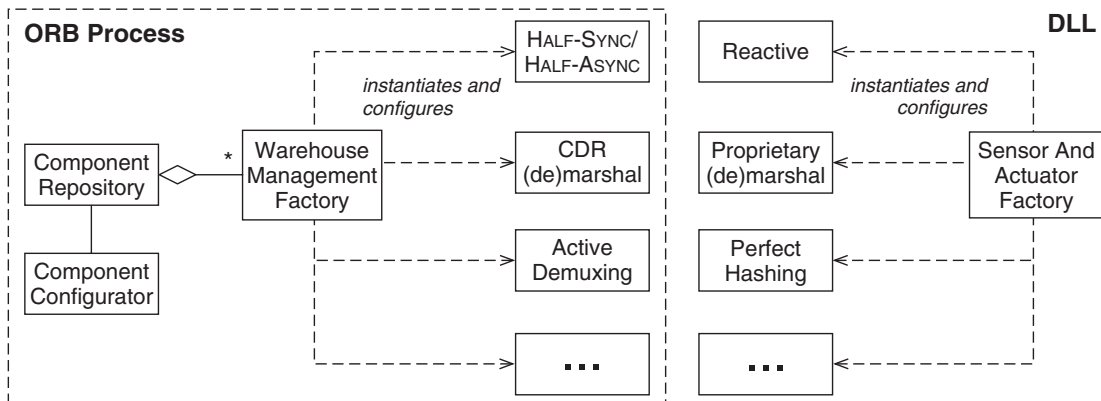 ORB Process
DLL
HALF-SYNC/
HALF-ASYNC
Reactive
instantiates and
configures
instantiates and
configures
Component
Repository
*
Warehouse
Management
Factory
CDR
(de)marshal
Proprietary
(de)marshal
Sensor And
Actuator
Factory
Component
Configurator
Active
Demuxing
Perfect
Hashing
...
...